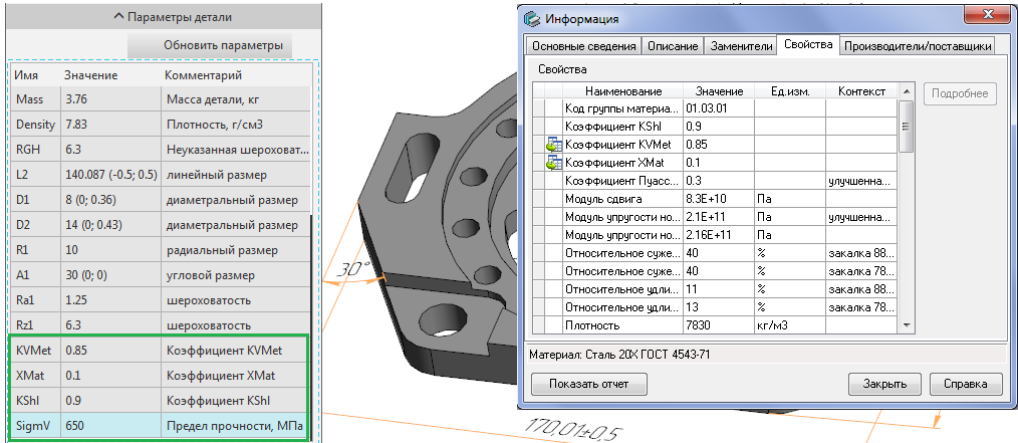 ^ Параметры детали
Обновить параметры
Имя Значение Комментарий
Mass 3.76 Масса детали, кг
Density 7.83 Плотность, г/см3
RGH 6.3 Неуказанная шероховат...
L2 140.087 (-0.5; 0.5) линейный размер
D1 8 (0; 0.36) диаметральный размер
D2 14 (0; 0.43) диаметральный размер
R1 10 радиальный размер
A1 30 (0; 0) угловой размер
Ra1 1.25 шероховатость
Rz1 6.3 шероховатость
KVMet 0.85 Коэффициент KVMet
XMat 0.1 Коэффициент XMat
KShl 0.9 Коэффициент KShl
SigmV 650 Предел прочности, МПа
30°
170,01±0,5
Информация
Основные сведения Описание Заменители Свойства Производители/поставщики
Свойства
Наименование Значение Ед.изм. Контекст
Подробнее
Код группы материа... 01.03.01
Коэффициент KShl 0.9
Коэффициент KVMet 0.85
Коэффициент XMat 0.1
Коэффициент Пуасс... 0.3 улучшенна...
Модуль сдвига 8.3E+10 Па
Модуль упругости но... 2.1E+11 Па улучшенна...
Модуль упругости но... 2.16E+11 Па
Относительное суже... 40 % закалка 88...
Относительное суже... 40 % закалка 78...
Относительное удли... 11 % закалка 88...
Относительное удли... 13 % закалка 78...
Плотность 7830 кг/м3
Материал: Сталь 20Х ГОСТ 4543-71
Показать отчет Закрыть Справка